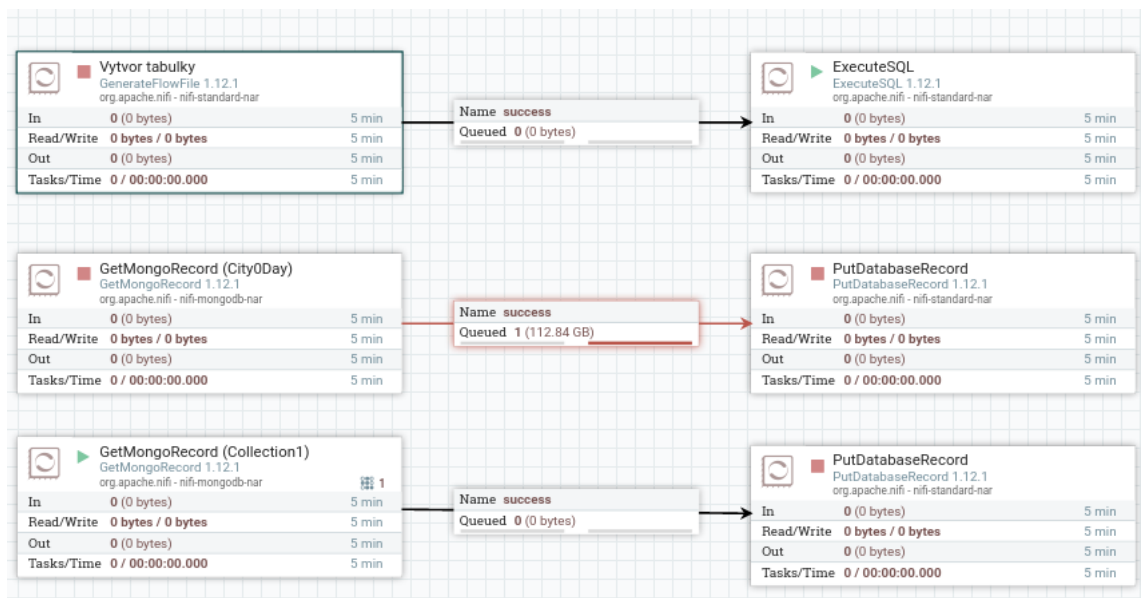 Vytvor tabulky
GenerateFlowFile 1.12.1
org.apache.nifi - nifi-standard-nar
In 0 (0 bytes) 5 min
Read/Write 0 bytes / 0 bytes 5 min
Out 0 (0 bytes) 5 min
Tasks/Time 0 / 00:00:00.000 5 min
Name success
Queued 0 (0 bytes)
ExecuteSQL
ExecuteSQL 1.12.1
org.apache.nifi - nifi-standard-nar
In 0 (0 bytes) 5 min
Read/Write 0 bytes / 0 bytes 5 min
Out 0 (0 bytes) 5 min
Tasks/Time 0 / 00:00:00.000 5 min
GetMongoRecord (City0Day)
GetMongoRecord 1.12.1
org.apache.nifi - nifi-mongodb-nar
In 0 (0 bytes) 5 min
Read/Write 0 bytes / 0 bytes 5 min
Out 0 (0 bytes) 5 min
Tasks/Time 0 / 00:00:00.000 5 min
Name success
Queued 1 (112.84 GB)
PutDatabaseRecord
PutDatabaseRecord 1.12.1
org.apache.nifi - nifi-standard-nar
In 0 (0 bytes) 5 min
Read/Write 0 bytes / 0 bytes 5 min
Out 0 (0 bytes) 5 min
Tasks/Time 0 / 00:00:00.000 5 min
GetMongoRecord (Collection1)
GetMongoRecord 1.12.1
org.apache.nifi - nifi-mongodb-nar 1
In 0 (0 bytes) 5 min
Read/Write 0 bytes / 0 bytes 5 min
Out 0 (0 bytes) 5 min
Tasks/Time 0 / 00:00:00.000 5 min
Name success
Queued 0 (0 bytes)
PutDatabaseRecord
PutDatabaseRecord 1.12.1
org.apache.nifi - nifi-standard-nar
In 0 (0 bytes) 5 min
Read/Write 0 bytes / 0 bytes 5 min
Out 0 (0 bytes) 5 min
Tasks/Time 0 / 00:00:00.000 5 min